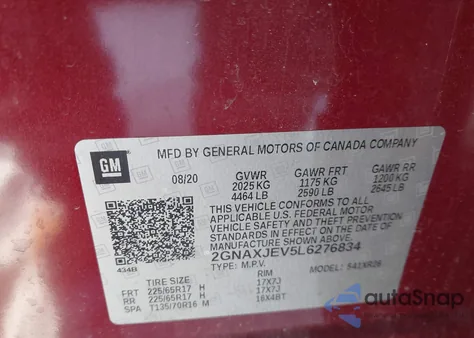 GM
MFD BY GENERAL MOTORS OF CANADA COMPANY
08/20 GVWR GAWR FRT GAWR RR
2025 KG 1175 KG 1200 KG
4464 LB 2590 LB 2645 LB
THIS VEHICLE CONFORMS TO ALL
APPLICABLE U.S. FEDERAL MOTOR
VEHICLE SAFETY AND THEFT PREVENTION
STANDARDS IN EFFECT ON THE DATE OF
MANUFACTURE SHOWN ABOVE.
2GNAXJEV5L6276834
434B TYPE: M.P.V. MODEL: 5A1XR26
TIRE SIZE RIM
FRT 225/65R17 H 17X7J
RR 225/65R17 H 17X7J
SPA T135/70R16 M 16X4BT
autoSnap